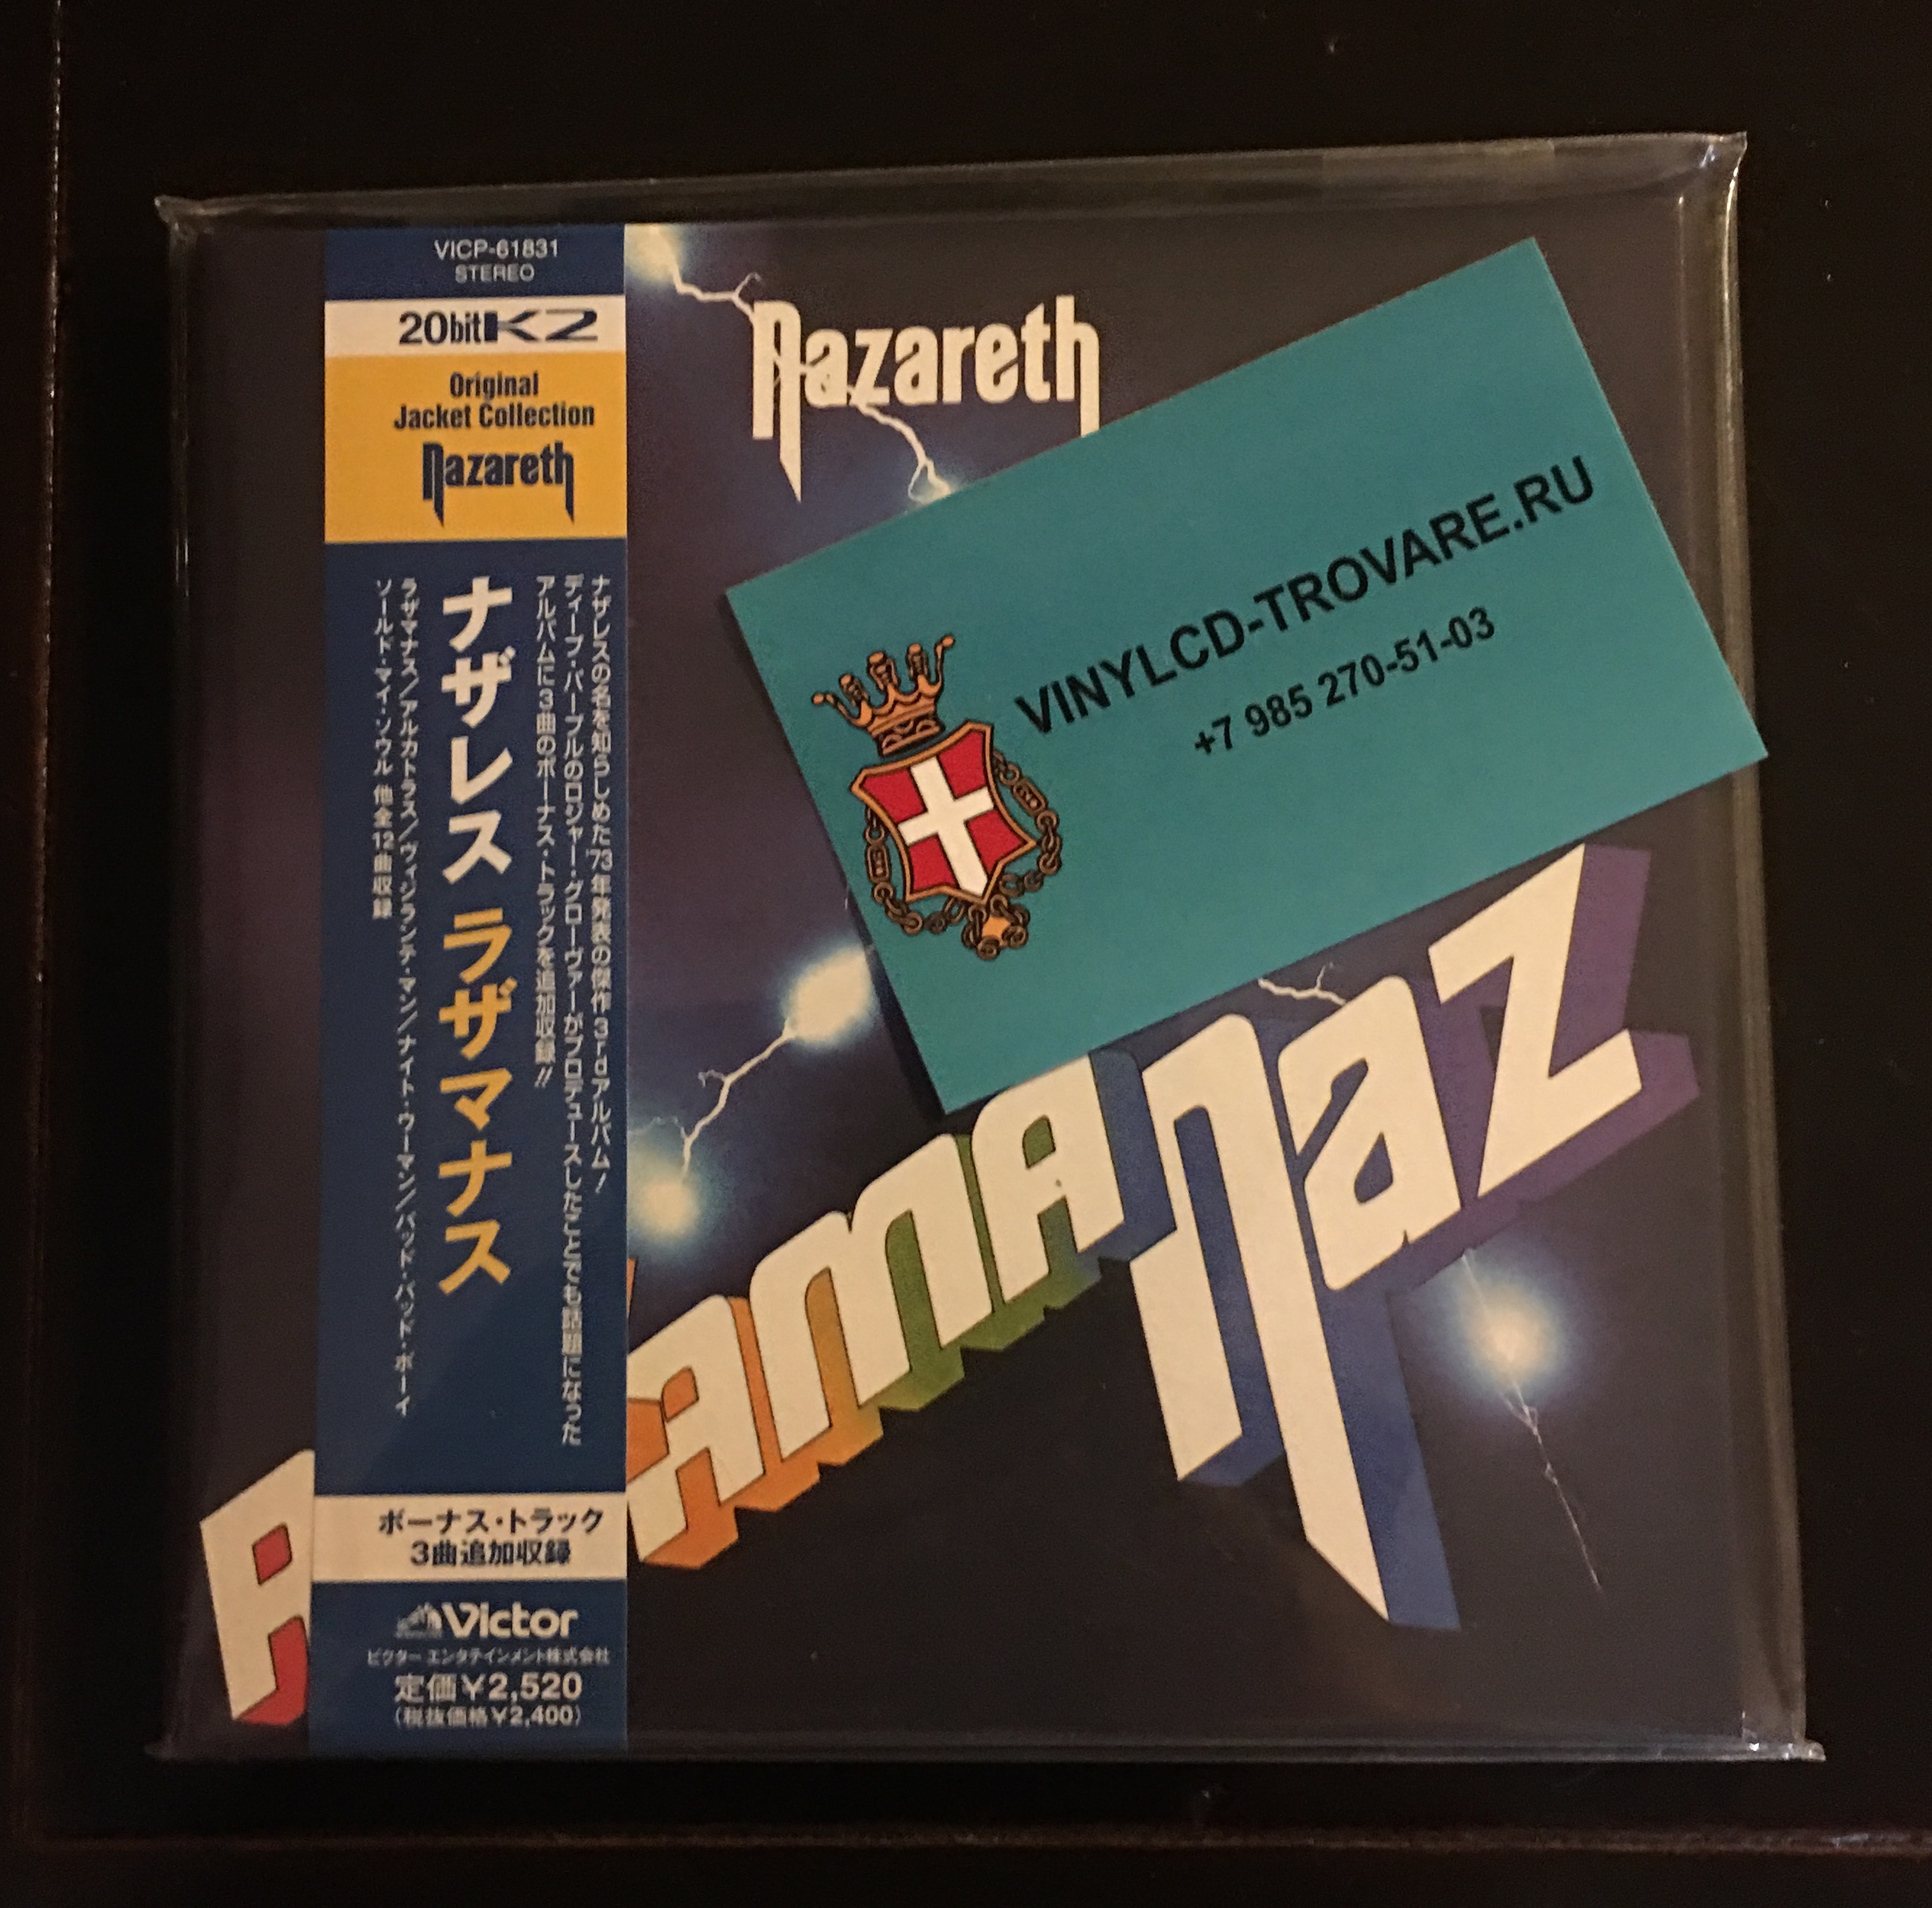 VICP-61831
STEREO
20bit K2
Original
Jacket Collection
Nazareth
ナザレスの名を知らしめた'73年発表の傑作3rdアルバム!
ディープ・パープルのロジャー・グローヴァーがプロデュースしたことでも話題になった
アルバムに3曲のボーナス・トラックを追加収録!!
ナザレス ラザマナス
ラザマナス/アルカトラス/ヴィジランテ・マン/ナイト・ウーマン/バッド・バッド・ボーイ
ソールド・マイ・ソウル 他全12曲収録
ボーナス・トラック
3曲追加収録
Victor
ビクター エンタテインメント株式会社
定価¥2,520
(税抜価格¥2,400)
Nazareth
VINYLCD-TROVARE.RU
+7 985 270-51-03
R AMANAZ